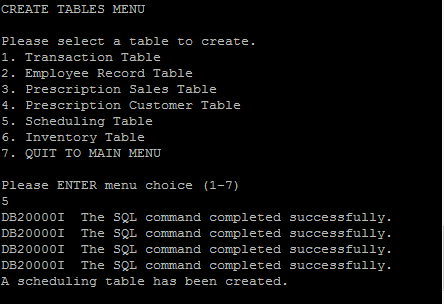 CREATE TABLES MENU
Please select a table to create.
1. Transaction Table
2. Employee Record Table
3. Prescription Sales Table
4. Prescription Customer Table
5. Scheduling Table
6. Inventory Table
7. QUIT TO MAIN MENU
Please ENTER menu choice (1-7)
5
DB20000I  The SQL command completed successfully.
DB20000I  The SQL command completed successfully.
DB20000I  The SQL command completed successfully.
DB20000I  The SQL command completed successfully.
A scheduling table has been created.